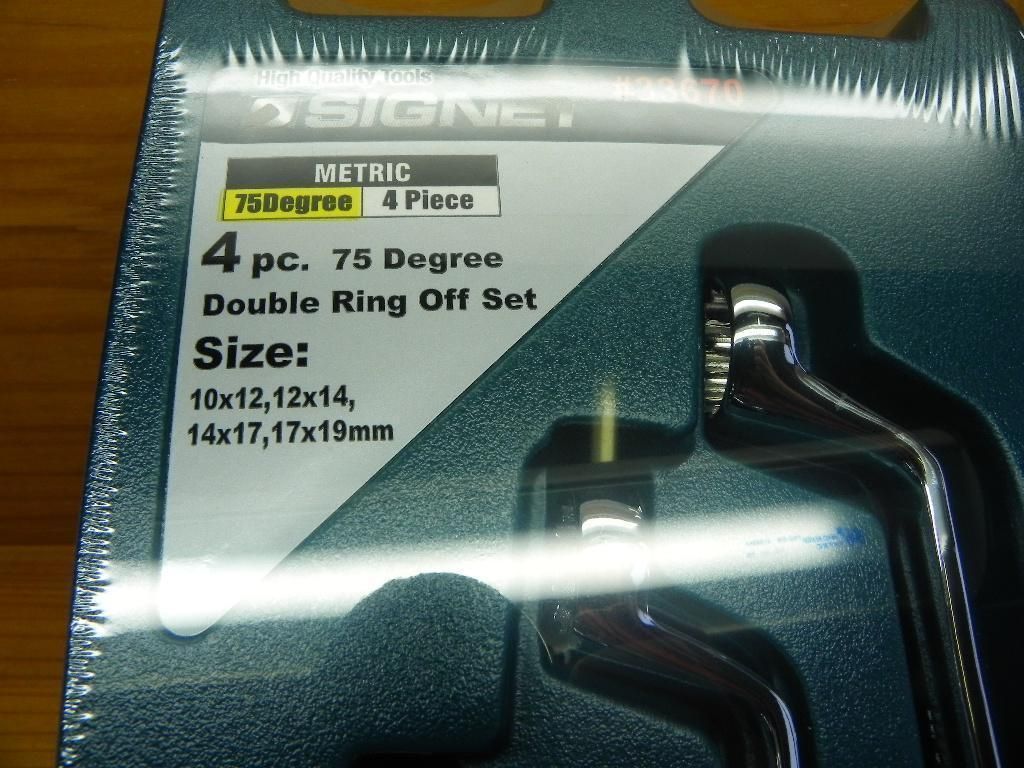 High Quality Tools
SIGNET
#33670
METRIC
75Degree 4 Piece
4 pc. 75 Degree
Double Ring Off Set
Size:
10x12,12x14,
14x17,17x19mm